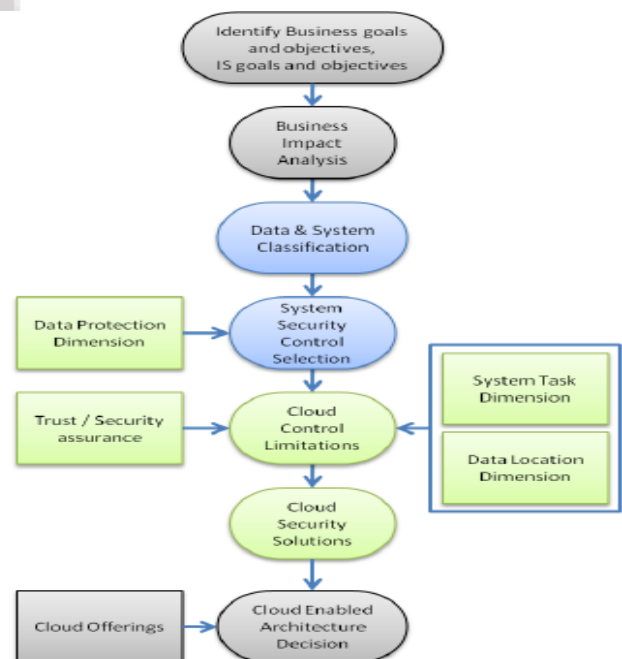 Identify Business goals
and objectives,
IS goals and objectives
Business
Impact
Analysis
Data & System
Classification
Data Protection
Dimension
System
Security
Control
Selection
System Task
Dimension
Trust / Security
assurance
Cloud
Control
Limitations
Data Location
Dimension
Cloud
Security
Solutions
Cloud Offerings
Cloud Enabled
Architecture
Decision